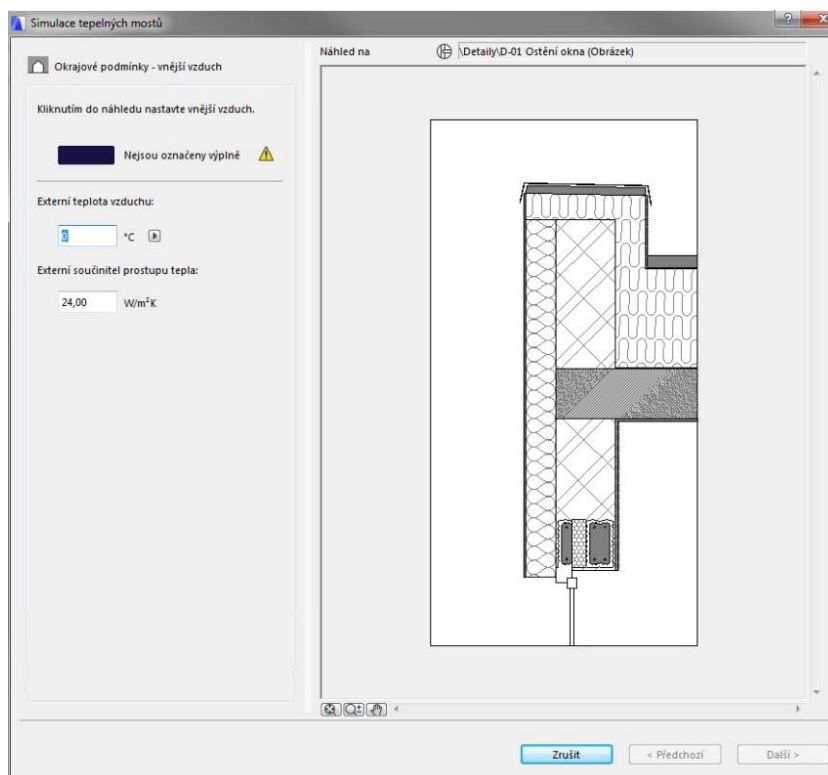 Simulace tepelných mostů
Okrajové podmínky - vnější vzduch
Kliknutím do náhledu nastavte vnější vzduch.
Nejsou označeny výplně
Externí teplota vzduchu:
0 °C
Externí součinitel prostupu tepla:
24,00 W/m²K
Náhled na \Detaily\D-01 Ostění okna (Obrázek)
Zrušit < Předchozí Další >